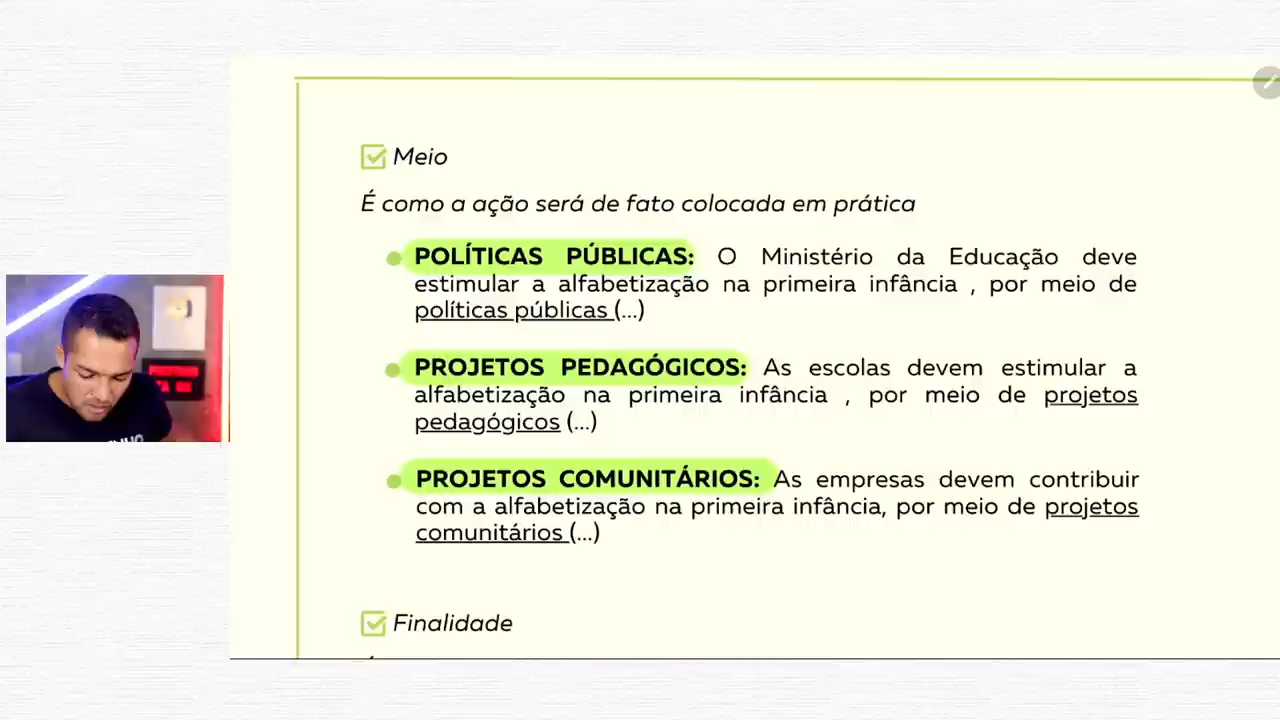 Meio
É como a ação será de fato colocada em prática
POLÍTICAS PÚBLICAS: O Ministério da Educação deve
estimular a alfabetização na primeira infância , por meio de
políticas públicas (...)
PROJETOS PEDAGÓGICOS: As escolas devem estimular a
alfabetização na primeira infância , por meio de projetos
pedagógicos (...)
PROJETOS COMUNITÁRIOS: As empresas devem contribuir
com a alfabetização na primeira infância, por meio de projetos
comunitários (...)
Finalidade